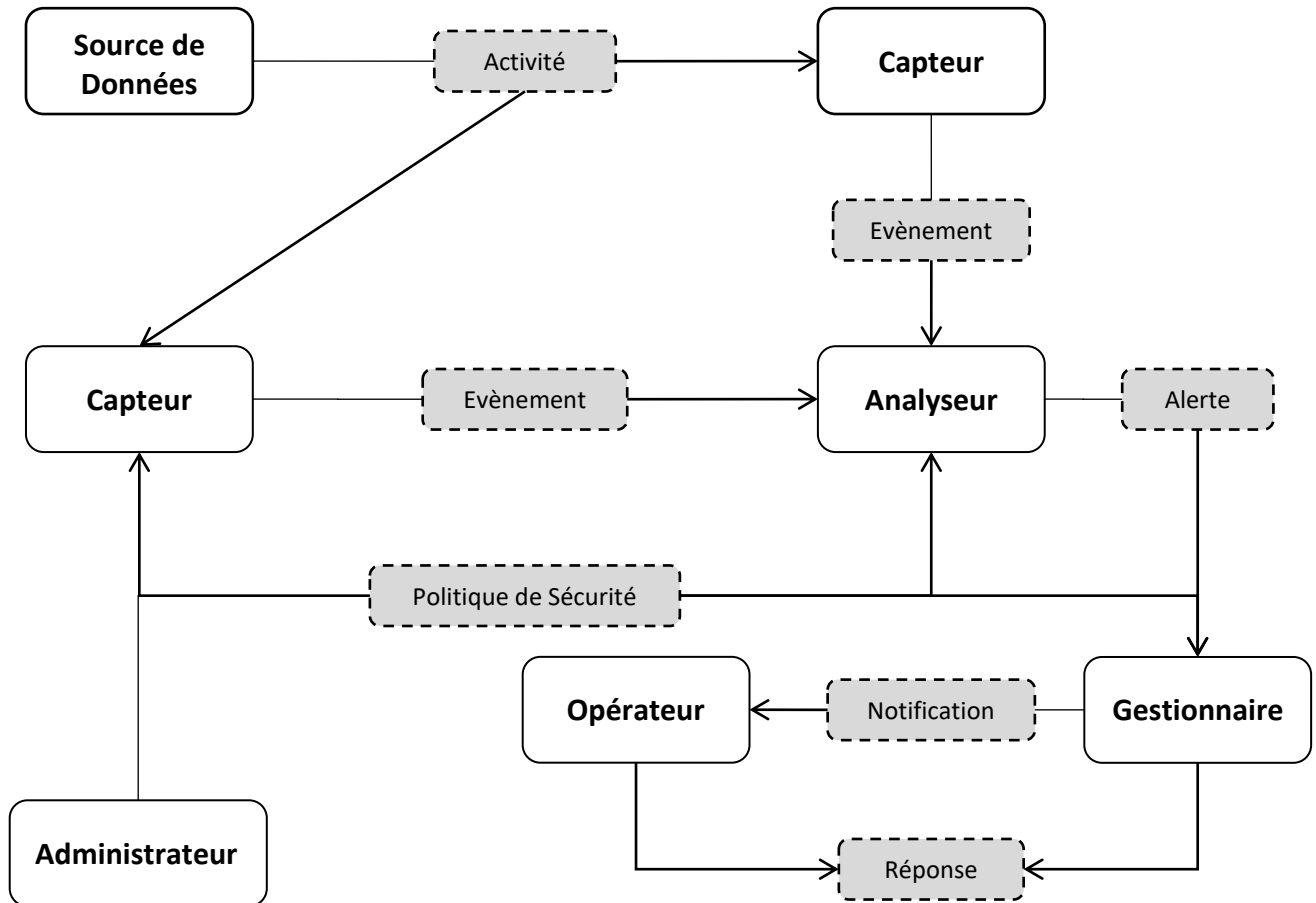 Source de
Données
Activité
Capteur
Evènement
Capteur
Evènement
Analyseur
Alerte
Politique de Sécurité
Opérateur
Notification
Gestionnaire
Administrateur
Réponse